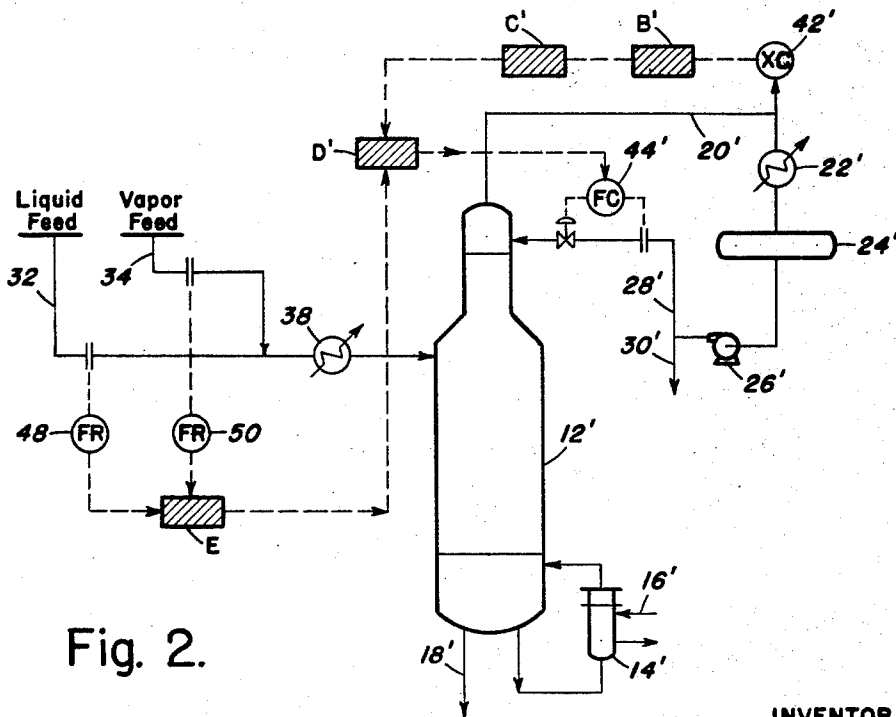 C'
B'
XC
42'
20'
D'
44'
FC
22'
Liquid
Feed
Vapor
Feed
24'
32
34
38
28'
30'
26'
48
FR
FR
50
12'
E
16'
14'
18'
Fig. 2.
INVENTOR